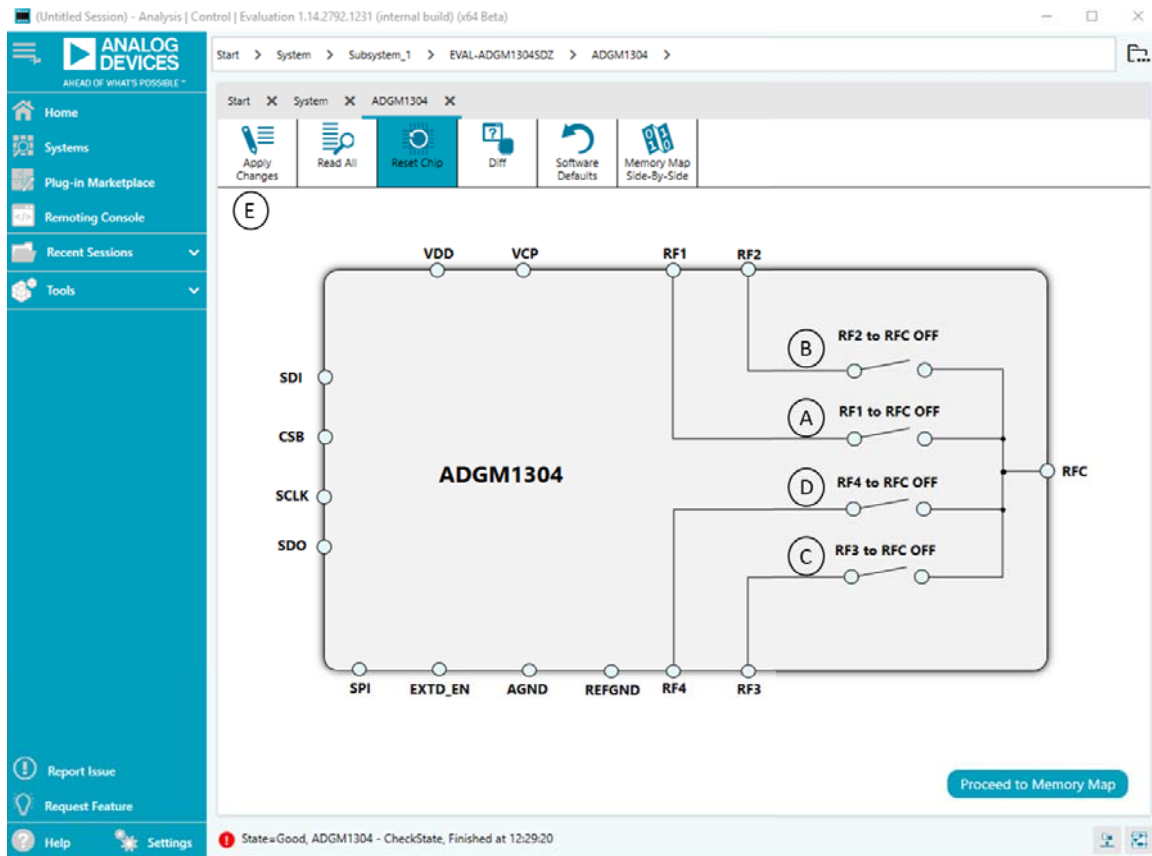 (Untitled Session) - Analysis | Control | Evaluation 1.14.2792.1231 (internal build) (x64 Beta)
ANALOG
DEVICES
AHEAD OF WHAT'S POSSIBLE ™
Home
Systems
Plug-in Marketplace
Remoting Console
Recent Sessions
Tools
Report Issue
Request Feature
Help Settings
Start > System > Subsystem_1 > EVAL-ADGM1304SDZ > ADGM1304 >
Start System ADGM1304
Apply
Changes
Read All
Reset Chip
Diff
Software
Defaults
Memory Map
Side-By-Side
E
VDD VCP RF1 RF2
B RF2 to RFC OFF
SDI
A RF1 to RFC OFF
CSB
ADGM1304
RFC
D RF4 to RFC OFF
SCLK
SDO
C RF3 to RFC OFF
SPI EXTD_EN AGND REFGND RF4 RF3
Proceed to Memory Map
State=Good, ADGM1304 - CheckState, Finished at 12:29:20